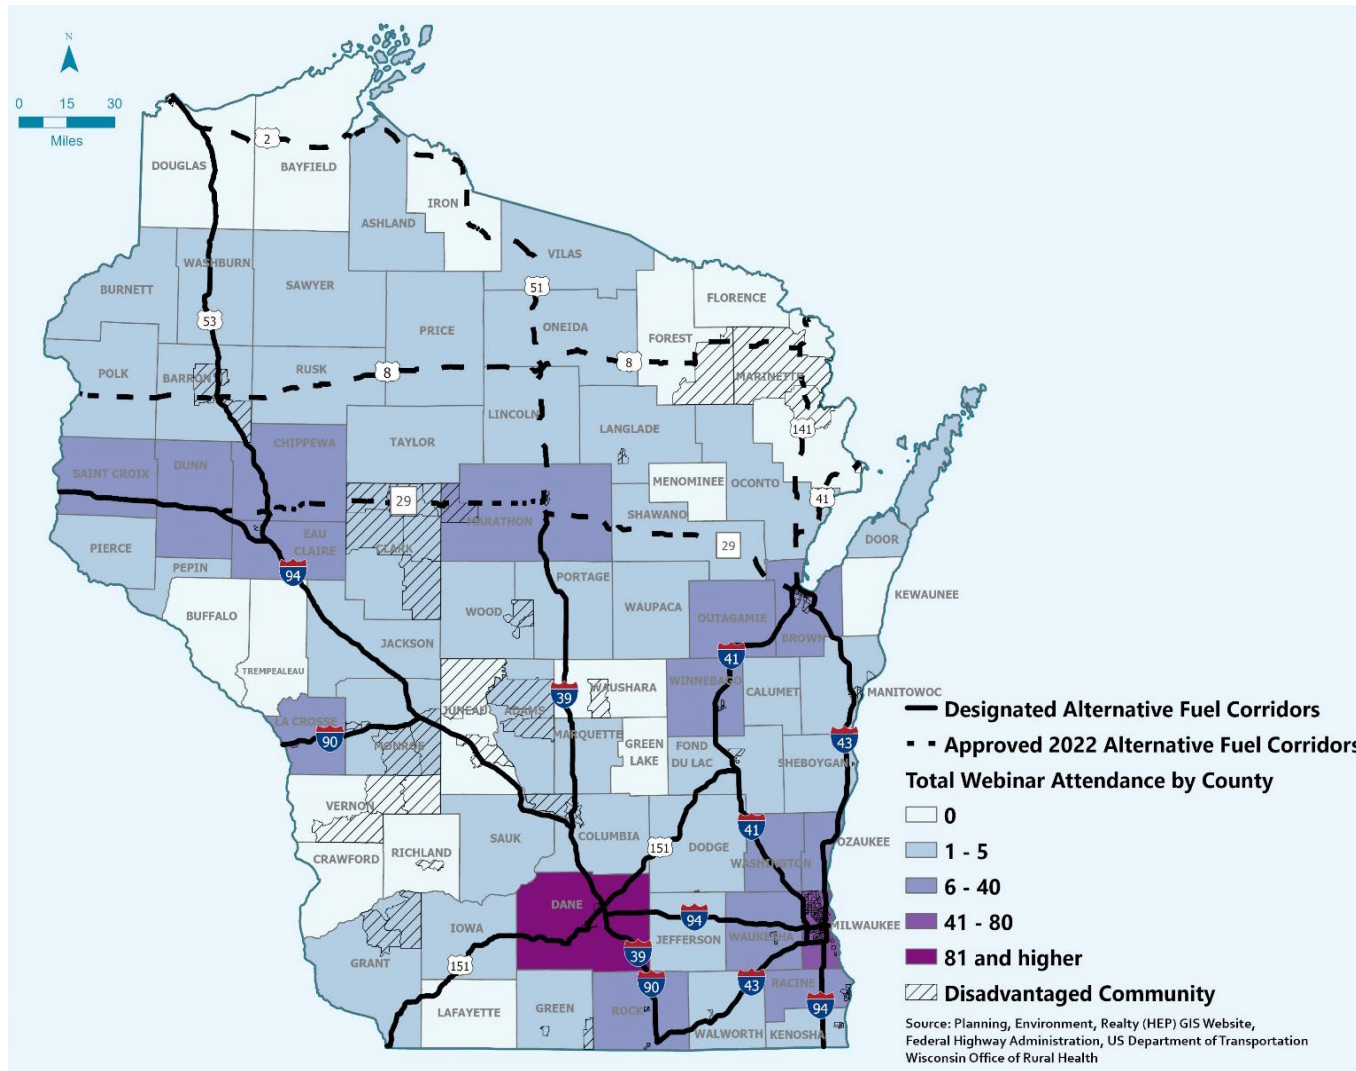 N
0 15 30
Miles
2
DOUGLAS
BAYFIELD
IRON
ASHLAND
VILAS
WASHBURN
BURNETT
SAWYER
51
FLORENCE
53
PRICE
ONEIDA
FOREST
8
8
POLK
BARRON
RUSK
MARINETTE
LINCOLN
141
CHIPPEWA
TAYLOR
LANGLADE
SAINT CROIX
DUNN
MENOMINEE
OCONTO
29
41
MARATHON
SHAWANO
EAU
CLAIRE
CLARK
29
DOOR
PIERCE
PEPIN
94
PORTAGE
KEWAUNEE
BUFFALO
WOOD
WAUPACA
OUTAGAMIE
BROWN
JACKSON
41
TREMPEALEAU
39
WAUSHARA
WINNEBAGO
CALUMET
MANITOWOC
JUNEAU
ADAMS
LA CROSSE
90
MONROE
MARQUETTE
GREEN
LAKE
FOND
DU LAC
43
SHEBOYGAN
VERNON
41
SAUK
COLUMBIA
151
DODGE
OZAUKEE
CRAWFORD
RICHLAND
WASHINGTON
DANE
94
MILWAUKEE
IOWA
JEFFERSON
WAUKESHA
39
GRANT
151
90
43
RACINE
LAFAYETTE
GREEN
ROCK
94
WALWORTH
KENOSHA
Designated Alternative Fuel Corridors
Approved 2022 Alternative Fuel Corridors
Total Webinar Attendance by County
0
1 - 5
6 - 40
41 - 80
81 and higher
Disadvantaged Community
Source: Planning, Environment, Realty (HEP) GIS Website,
Federal Highway Administration, US Department of Transportation
Wisconsin Office of Rural Health